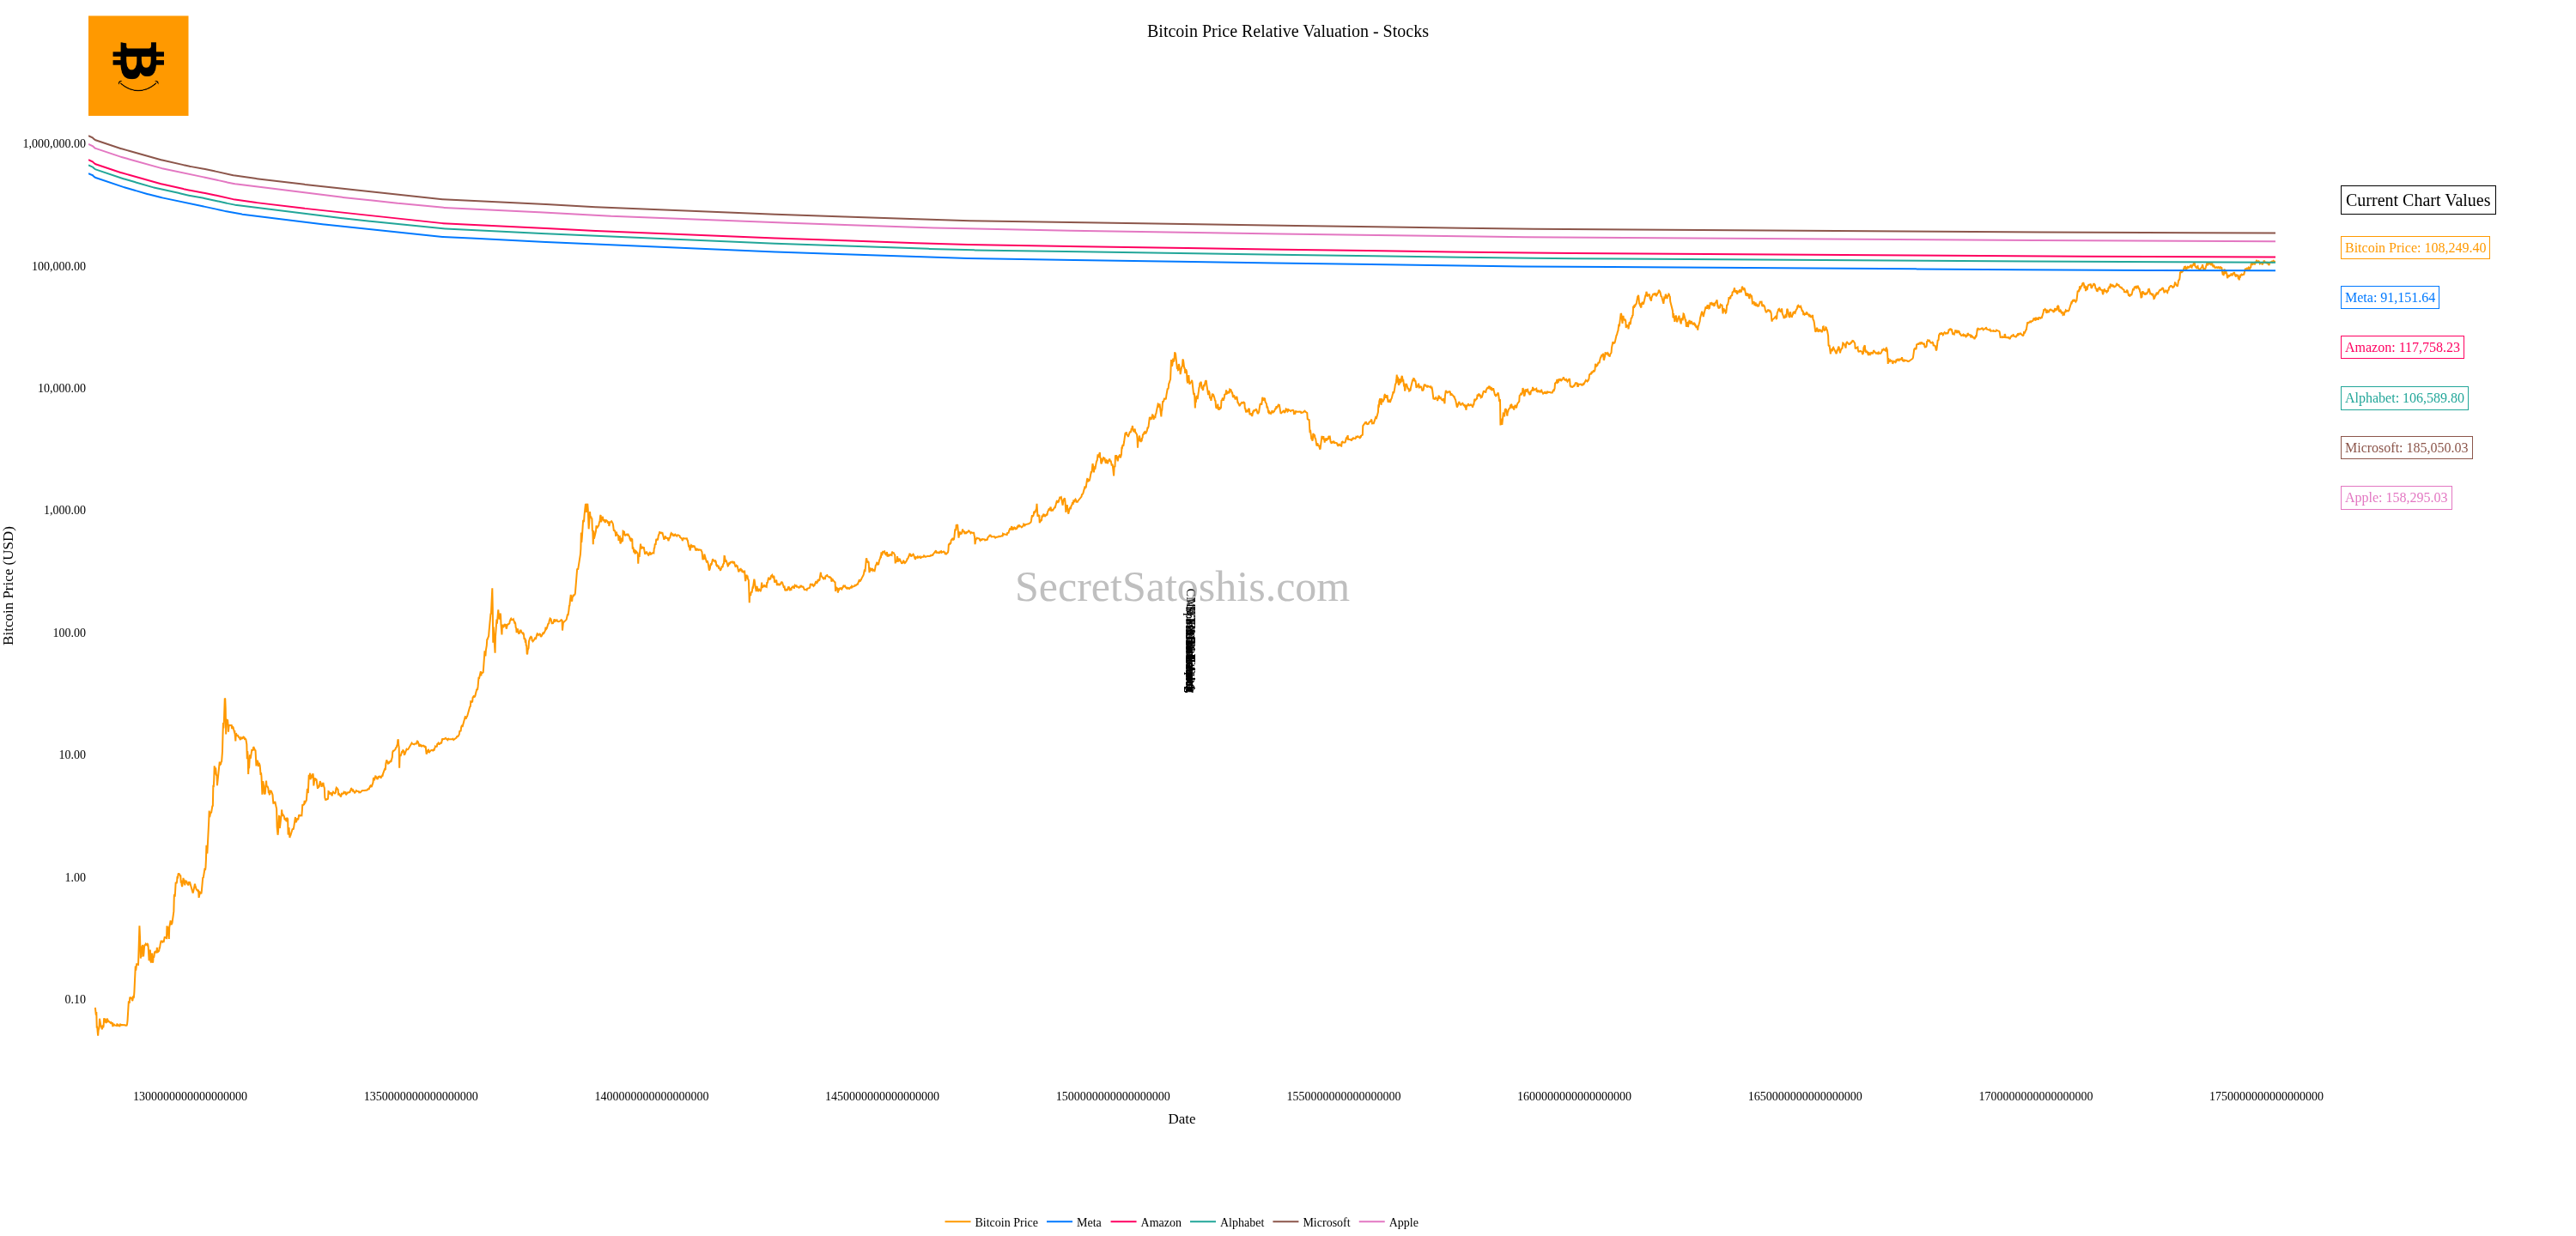 Bitcoin Price Relative Valuation - Stocks
1,000,000.00
100,000.00
10,000.00
1,000.00
100.00
10.00
1.00
0.10
Bitcoin Price (USD)
SecretSatoshis.com
Current Chart Values
Bitcoin Price: 108,249.40
Meta: 91,151.64
Amazon: 117,758.23
Alphabet: 106,589.80
Microsoft: 185,050.03
Apple: 158,295.03
1300000000000000000
1350000000000000000
1400000000000000000
1450000000000000000
1500000000000000000
1550000000000000000
1600000000000000000
1650000000000000000
1700000000000000000
1750000000000000000
Date
Bitcoin Price Meta Amazon Alphabet Microsoft Apple